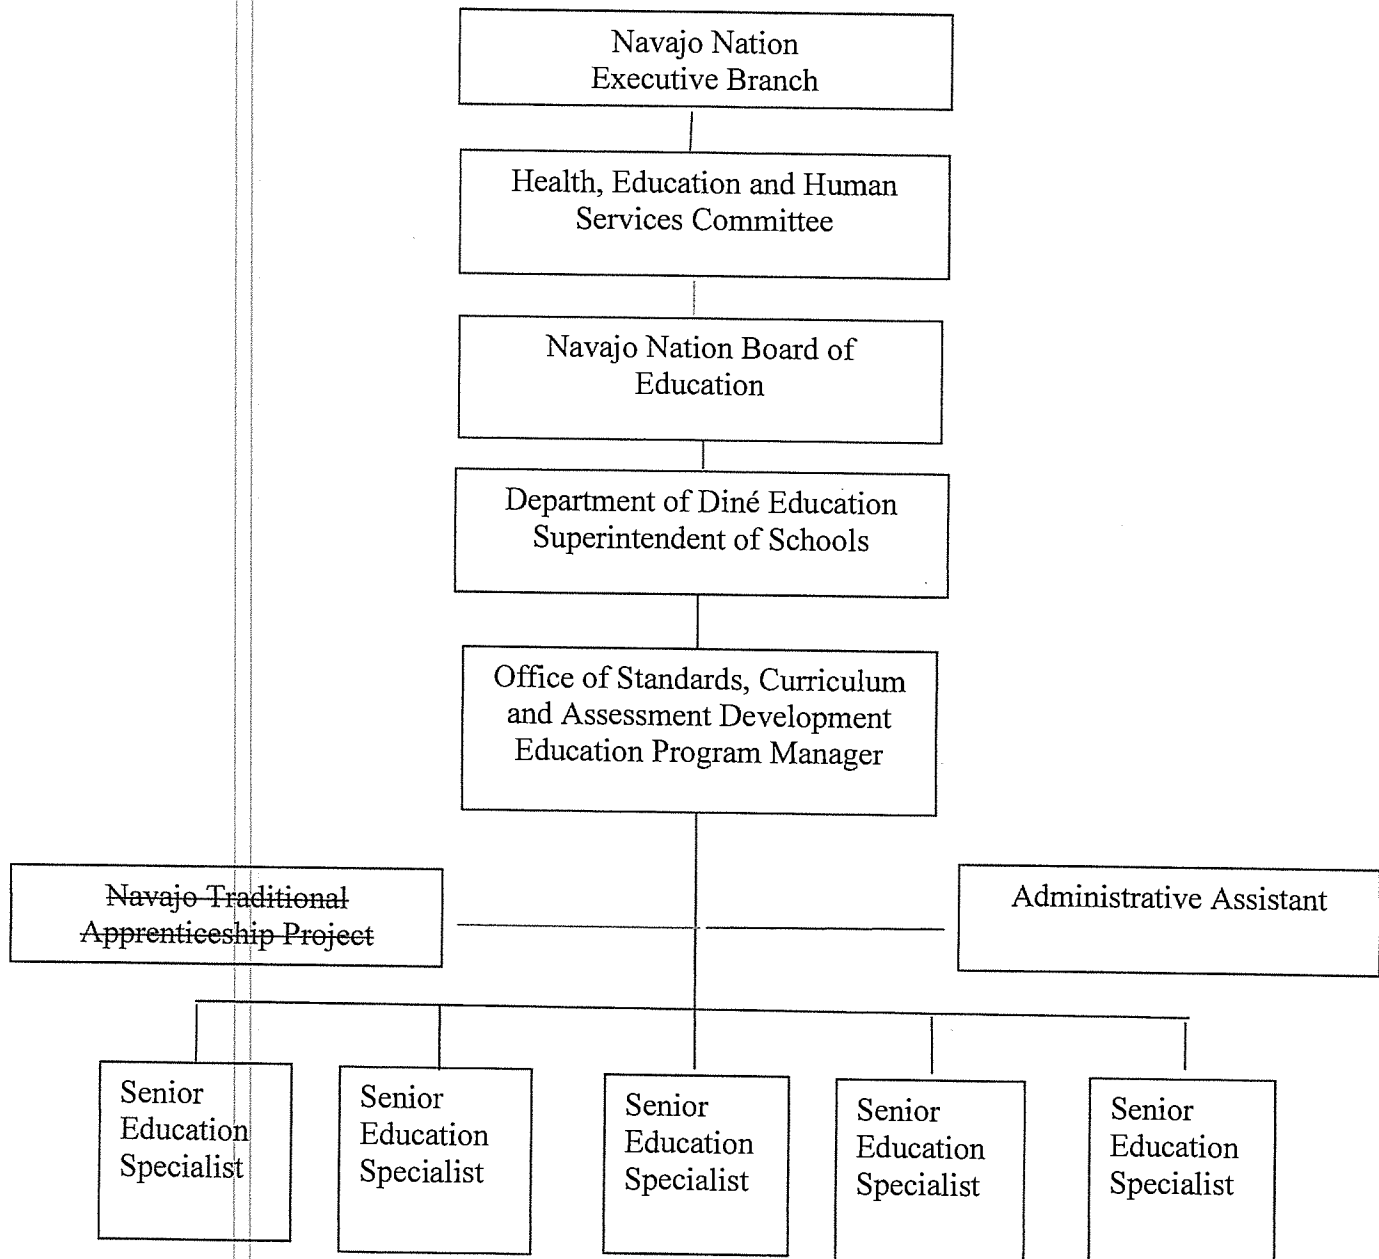 Navajo Nation
Executive Branch
Health, Education and Human
Services Committee
Navajo Nation Board of
Education
Department of Diné Education
Superintendent of Schools
Office of Standards, Curriculum
and Assessment Development
Education Program Manager
Navajo Traditional
Apprenticeship Project
Administrative Assistant
Senior
Education
Specialist
Senior
Education
Specialist
Senior
Education
Specialist
Senior
Education
Specialist
Senior
Education
Specialist